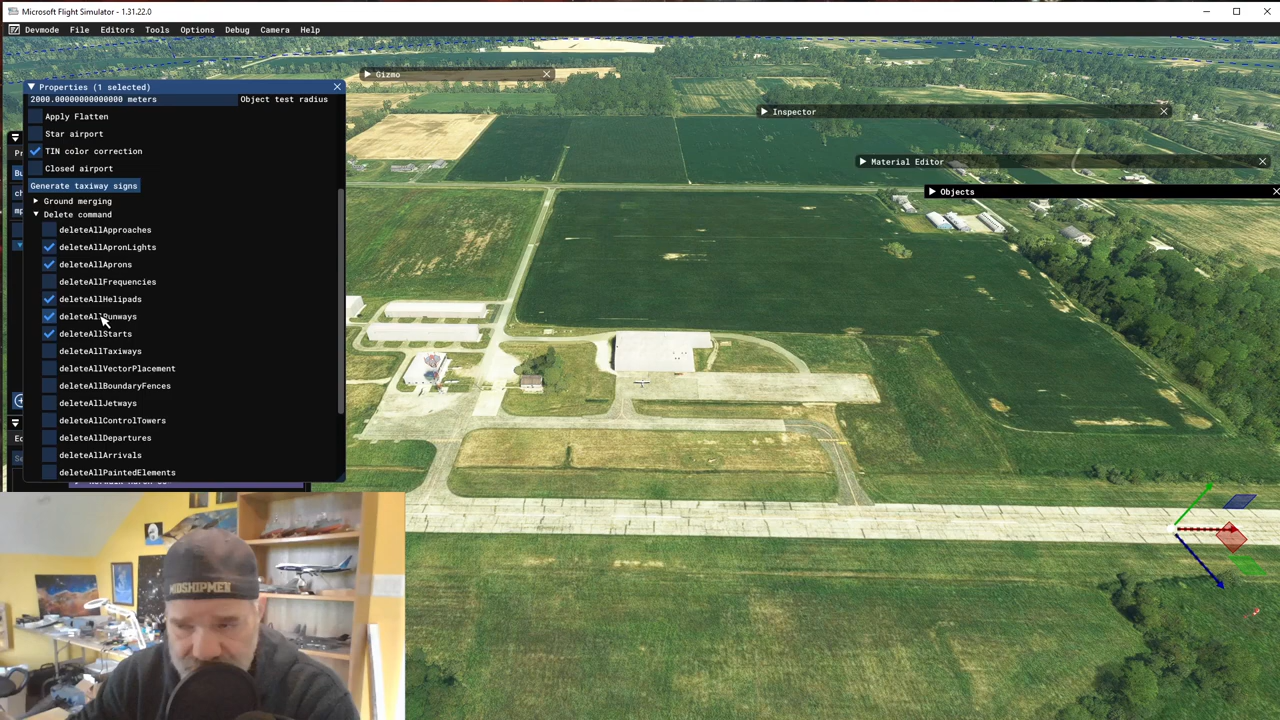 Microsoft Flight Simulator - 1.31.22.0
Devmode File Editors Tools Options Debug Camera Help
Gizmo
Properties (1 selected)
2000.00000000000000 meters Object test radius
Inspector
Apply Flatten
Star airport
TIN color correction
Material Editor
Closed airport
Generate taxiway signs
Objects
Ground merging
Delete command
deleteAllApproaches
deleteAllApronLights
deleteAllAprons
deleteAllFrequencies
deleteAllHelipads
deleteAllRunways
deleteAllStarts
deleteAllTaxiways
deleteAllVectorPlacement
deleteAllBoundaryFences
deleteAllJetways
deleteAllControlTowers
deleteAllDepartures
deleteAllArrivals
deleteAllPaintedElements
MIDSHIPMEN